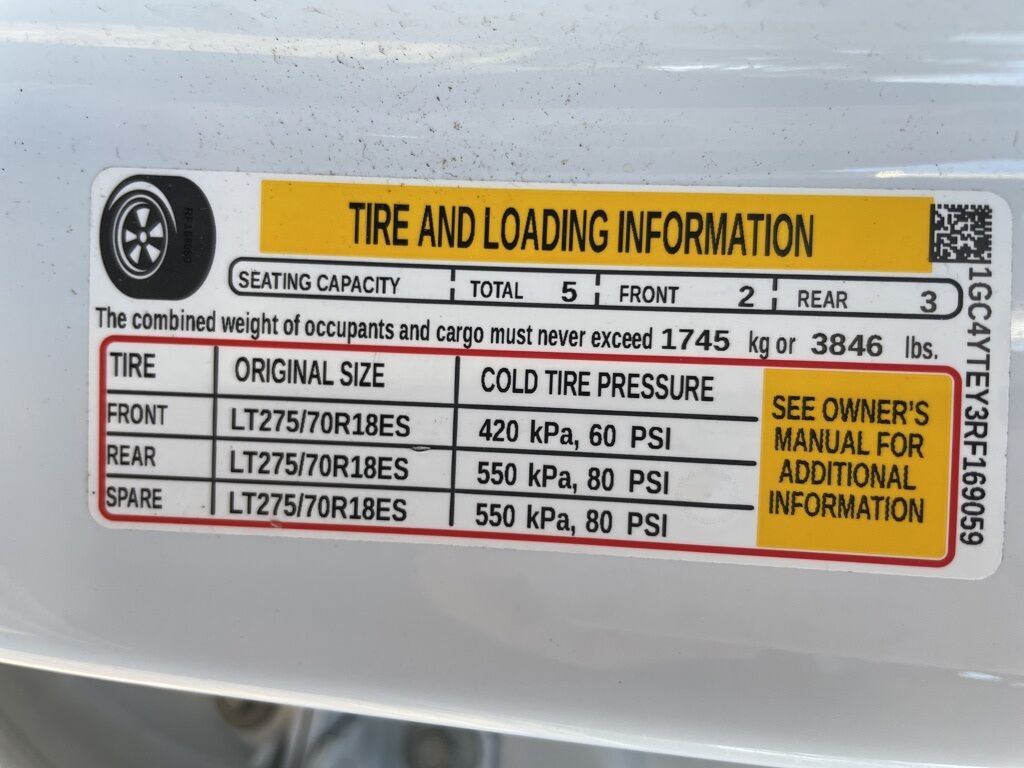 TIRE AND LOADING INFORMATION
SEATING CAPACITY TOTAL 5 FRONT 2 REAR 3
The combined weight of occupants and cargo must never exceed 1745 kg or 3846 lbs.
TIRE ORIGINAL SIZE COLD TIRE PRESSURE
FRONT LT275/70R18ES 420 kPa, 60 PSI
REAR LT275/70R18ES 550 kPa, 80 PSI
SPARE LT275/70R18ES 550 kPa, 80 PSI
SEE OWNER'S
MANUAL FOR
ADDITIONAL
INFORMATION
1GC4YTEY3RF169059